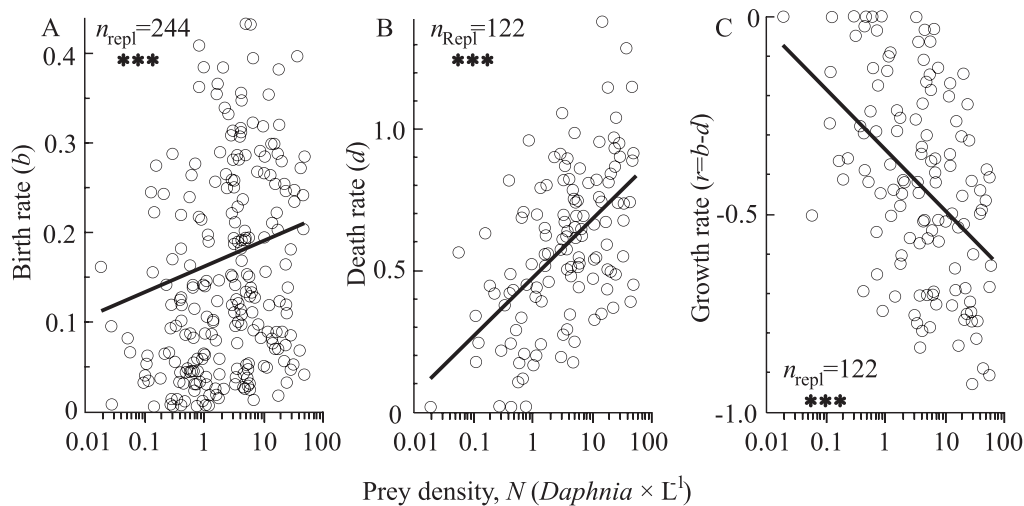 A
n_repl=244
***
Birth rate (b)
0.4
0.3
0.2
0.1
0
0.01 0.1 1 10 100
B
n_Repl=122
***
Death rate (d)
1.0
0.5
0
0.01 0.1 1 10 100
C
Growth rate (r=b-d)
0
-0.5
-1.0
n_repl=122
***
0.01 0.1 1 10 100
Prey density, N (Daphnia × L⁻¹)